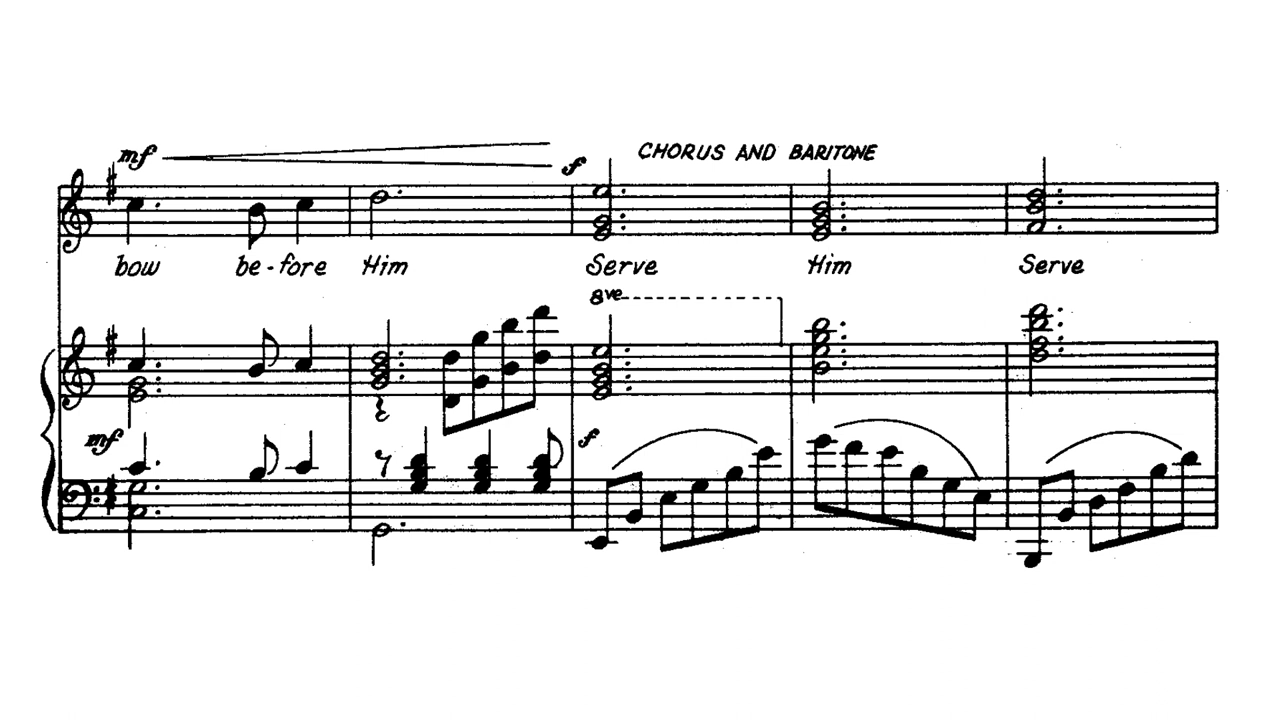 mf
f CHORUS AND BARITONE
bow be-fore Him Serve Him Serve
8ve
mf f